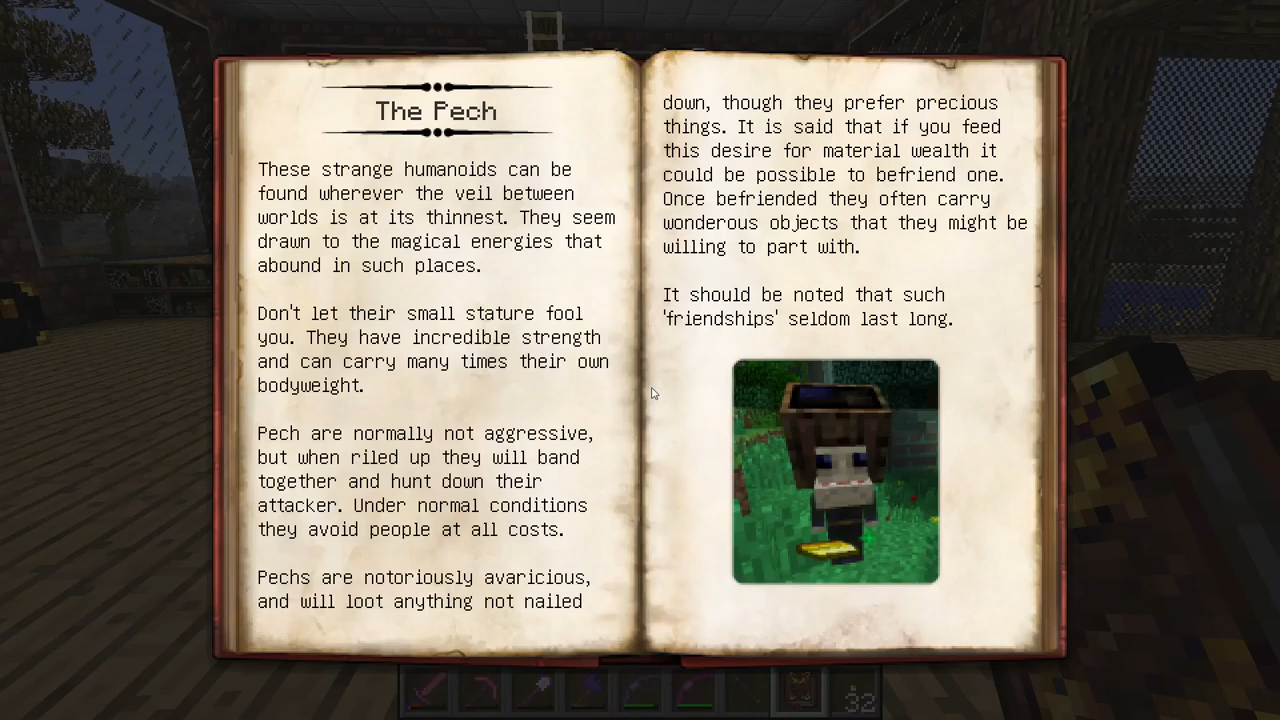 The Pech
These strange humanoids can be
found wherever the veil between
worlds is at its thinnest. They seem
drawn to the magical energies that
abound in such places.
Don't let their small stature fool
you. They have incredible strength
and can carry many times their own
bodyweight.
Pech are normally not aggressive,
but when riled up they will band
together and hunt down their
attacker. Under normal conditions
they avoid people at all costs.
Pechs are notoriously avaricious,
and will loot anything not nailed
down, though they prefer precious
things. It is said that if you feed
this desire for material wealth it
could be possible to befriend one.
Once befriended they often carry
wonderous objects that they might be
willing to part with.
It should be noted that such
'friendships' seldom last long.
32